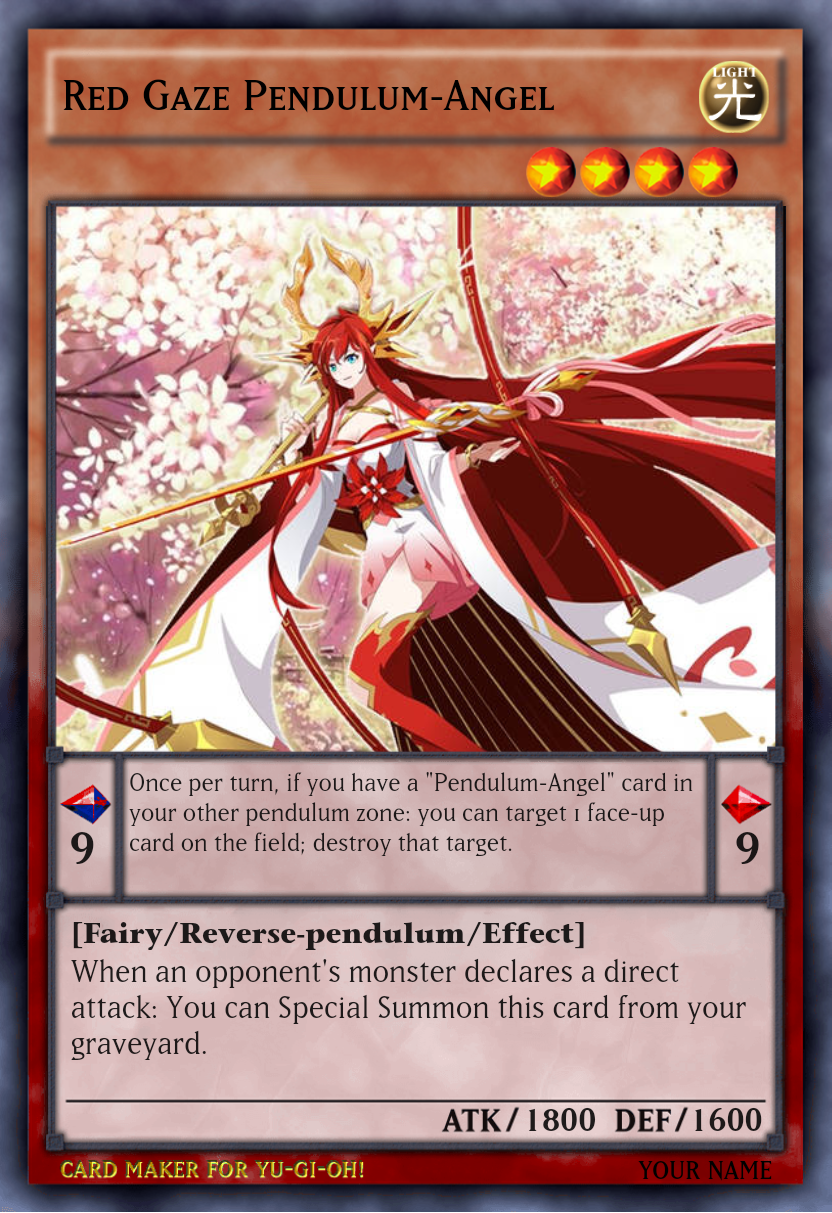 Red Gaze Pendulum-Angel
LIGHT
光
Once per turn, if you have a "Pendulum-Angel" card in
your other pendulum zone: you can target 1 face-up
card on the field; destroy that target.
9
9
[Fairy/Reverse-pendulum/Effect]
When an opponent's monster declares a direct
attack: You can Special Summon this card from your
graveyard.
ATK/1800 DEF/1600
CARD MAKER FOR YU-GI-OH!
YOUR NAME